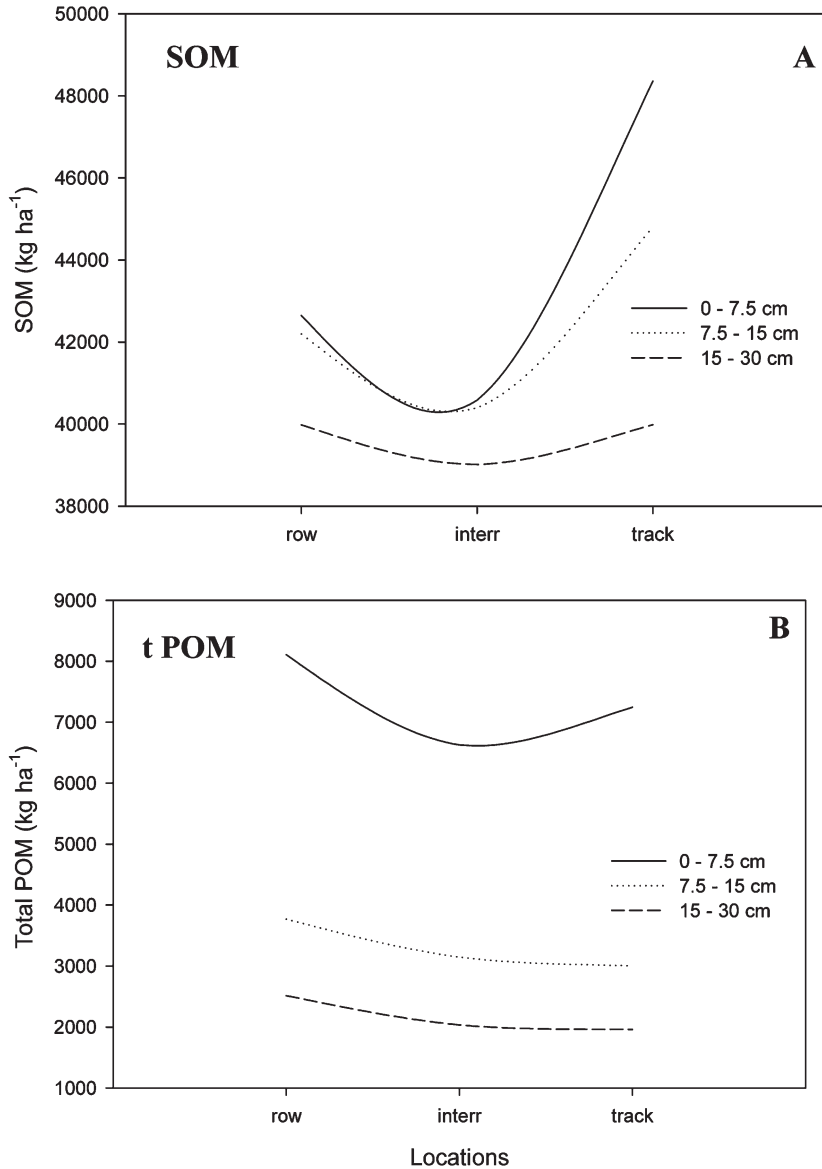 50000
SOM
A
48000
46000
SOM (kg ha⁻¹)
44000
0 - 7.5 cm
42000
7.5 - 15 cm
15 - 30 cm
40000
38000
row interr track
9000
t POM
B
8000
7000
6000
Total POM (kg ha⁻¹)
5000
0 - 7.5 cm
7.5 - 15 cm
4000
15 - 30 cm
3000
2000
1000
row interr track
Locations